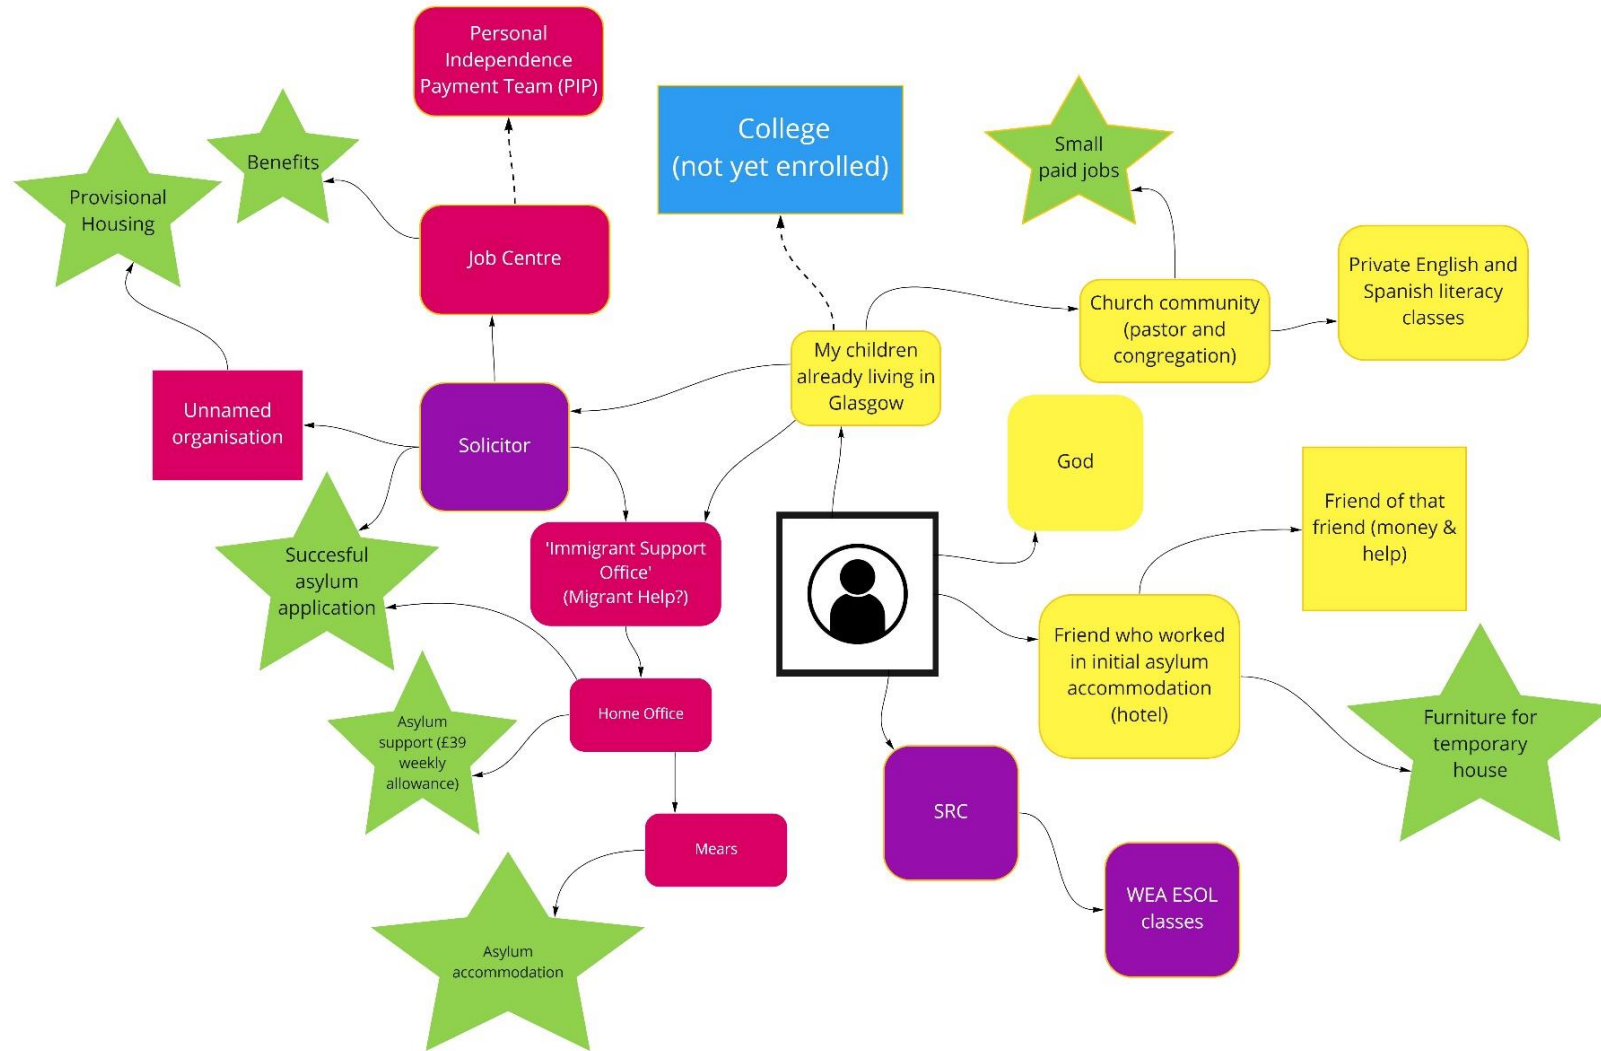 Personal
Independence
Payment Team (PIP)
College
(not yet enrolled)
Small
paid jobs
Benefits
Provisional
Housing
Job Centre
Private English and
Spanish literacy
classes
Church community
(pastor and
congregation)
My children
already living in
Glasgow
Unnamed
organisation
Solicitor
God
Friend of that
friend (money &
help)
'Immigrant Support
Office'
(Migrant Help?)
Succesful
asylum
application
Friend who worked
in initial asylum
accommodation
(hotel)
Home Office
Asylum
support (£39
weekly
allowance)
Furniture for
temporary
house
SRC
Mears
WEA ESOL
classes
Asylum
accommodation